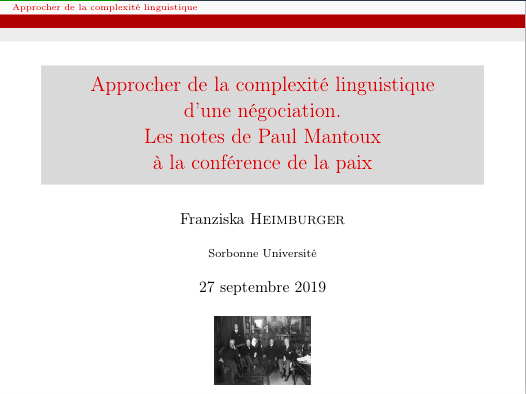 Approcher de la complexité linguistique
Approcher de la complexité linguistique
d'une négociation.
Les notes de Paul Mantoux
à la conférence de la paix
Franziska HEIMBURGER
Sorbonne Université
27 septembre 2019